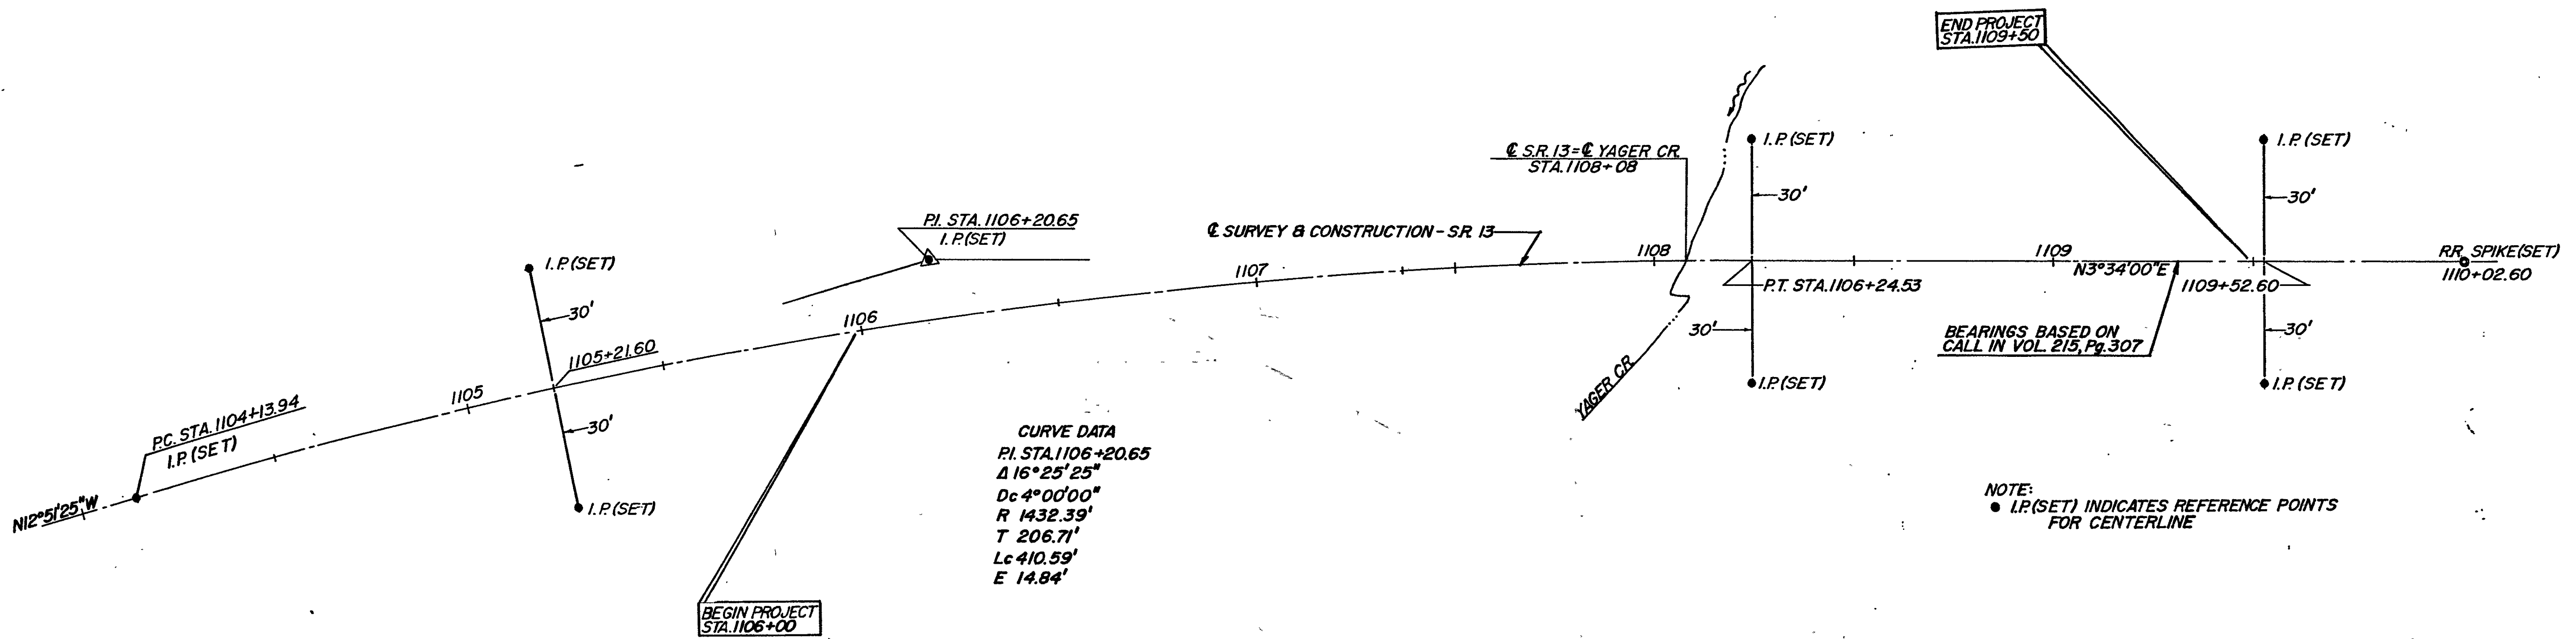 END PROJECT
STA.1109+50
I.P.(SET)
I.P.(SET)
℄ S.R. 13=℄ YAGER CR.
STA.1108+08
30'
30'
P.I. STA. 1106+20.65
I.P.(SET)
℄ SURVEY & CONSTRUCTION-S.R. 13
I.P.(SET)
1108
1109
N3°34'00"E
RR. SPIKE(SET)
1110+02.60
1107
P.T. STA.1106+24.53
1109+52.60
30'
1106
30'
30'
BEARINGS BASED ON
CALL IN VOL. 215, Pg.307
1105+21.60
1105
YAGER CR.
I.P.(SET)
I.P.(SET)
P.C. STA.1104+13.94
I.P.(SET)
30'
CURVE DATA
P.I. STA.1106+20.65
Δ 16°25'25"
Dc 4°00'00"
R 1432.39'
T 206.71'
Lc 410.59'
E 14.84'
N12°51'25"W
I.P.(SET)
NOTE:
● I.P.(SET) INDICATES REFERENCE POINTS
FOR CENTERLINE
BEGIN PROJECT
STA.1106+00